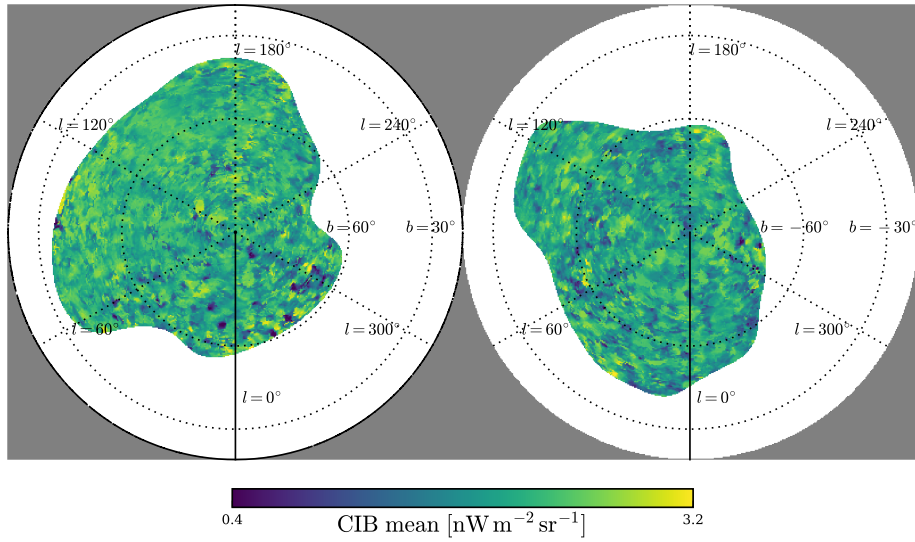 l = 180° l = 180°
l = 120° l = 240° l = 120° l = 240°
b = 60° b = 30° b = −60° b = −30°
l = 60° l = 300° l = 60° l = 300°
l = 0° l = 0°
0.4 3.2
CIB mean [nW m⁻² sr⁻¹]